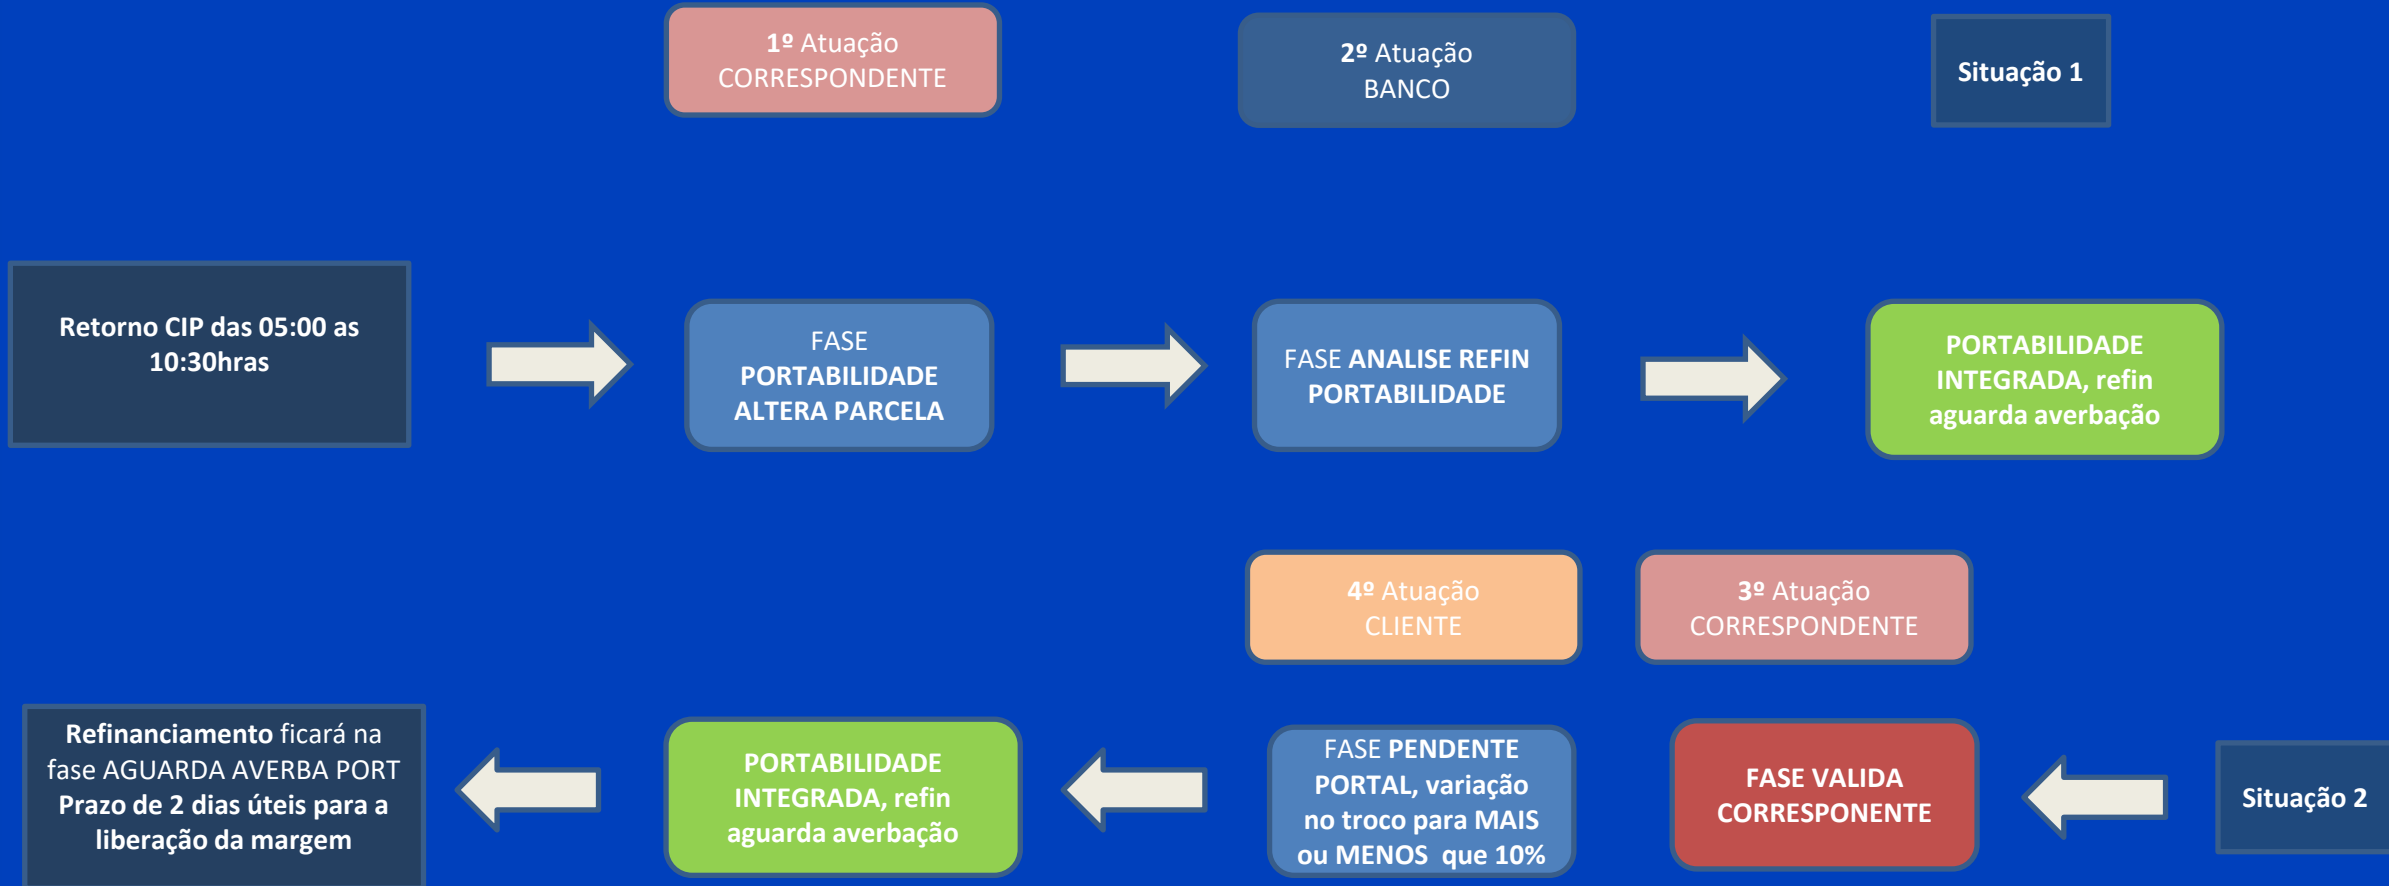 1º Atuação
CORRESPONDENTE
2º Atuação
BANCO
Situação 1
Retorno CIP das 05:00 as
10:30hras
FASE
PORTABILIDADE
ALTERA PARCELA
FASE ANALISE REFIN
PORTABILIDADE
PORTABILIDADE
INTEGRADA, refin
aguarda averbação
4º Atuação
CLIENTE
3º Atuação
CORRESPONDENTE
Refinanciamento ficará na
fase AGUARDA AVERBA PORT
Prazo de 2 dias úteis para a
liberação da margem
PORTABILIDADE
INTEGRADA, refin
aguarda averbação
FASE PENDENTE
PORTAL, variação
no troco para MAIS
ou MENOS que 10%
FASE VALIDA
CORRESPONENTE
Situação 2